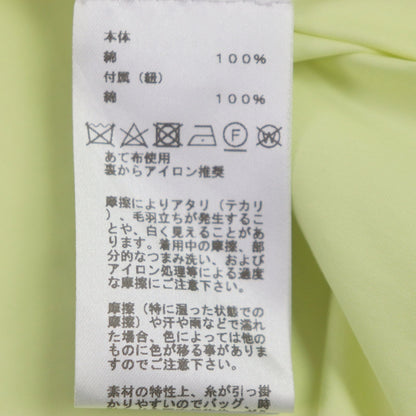 本体
綿 100%
付属(紐)
綿 100%
F
あて布使用
裏からアイロン推奨
摩擦によりアタリ(テカリ
)、毛羽立ちが発生するこ
とや、白く見えることがあ
ります。着用中の摩擦、部
分的なつまみ洗い、および
アイロン処理等による過度
な摩擦にご注意下さい。
摩擦(特に湿った状態での
摩擦)や汗や雨などで濡れ
た場合、色によっては他の
ものに色が移る事がありま
すのでご注意下さい。
素材の特性上、糸が引っ掛
かりやすいのでバッグ、時